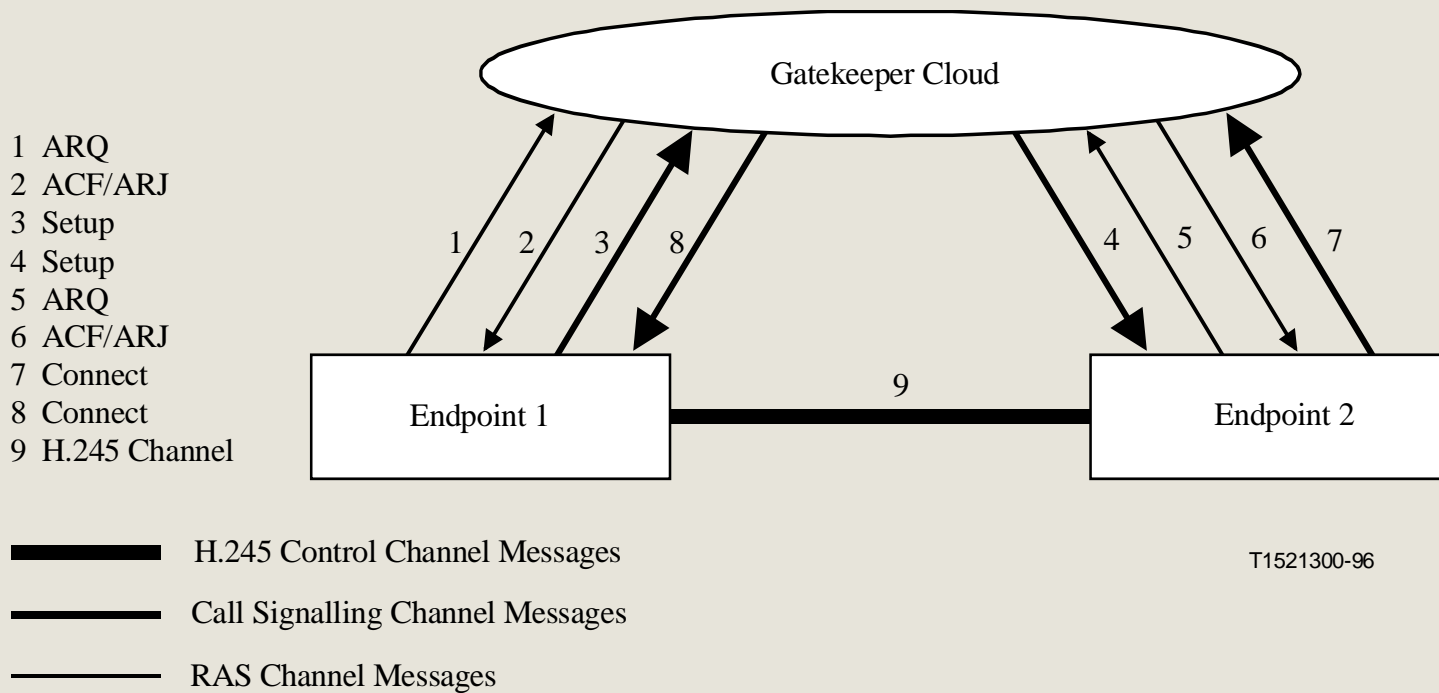 Gatekeeper Cloud
1 ARQ
2 ACF/ARJ
3 Setup
4 Setup
5 ARQ
6 ACF/ARJ
7 Connect
8 Connect
9 H.245 Channel
1
2
3
8
4
5
6
7
Endpoint 1
9
Endpoint 2
H.245 Control Channel Messages
T1521300-96
Call Signalling Channel Messages
RAS Channel Messages